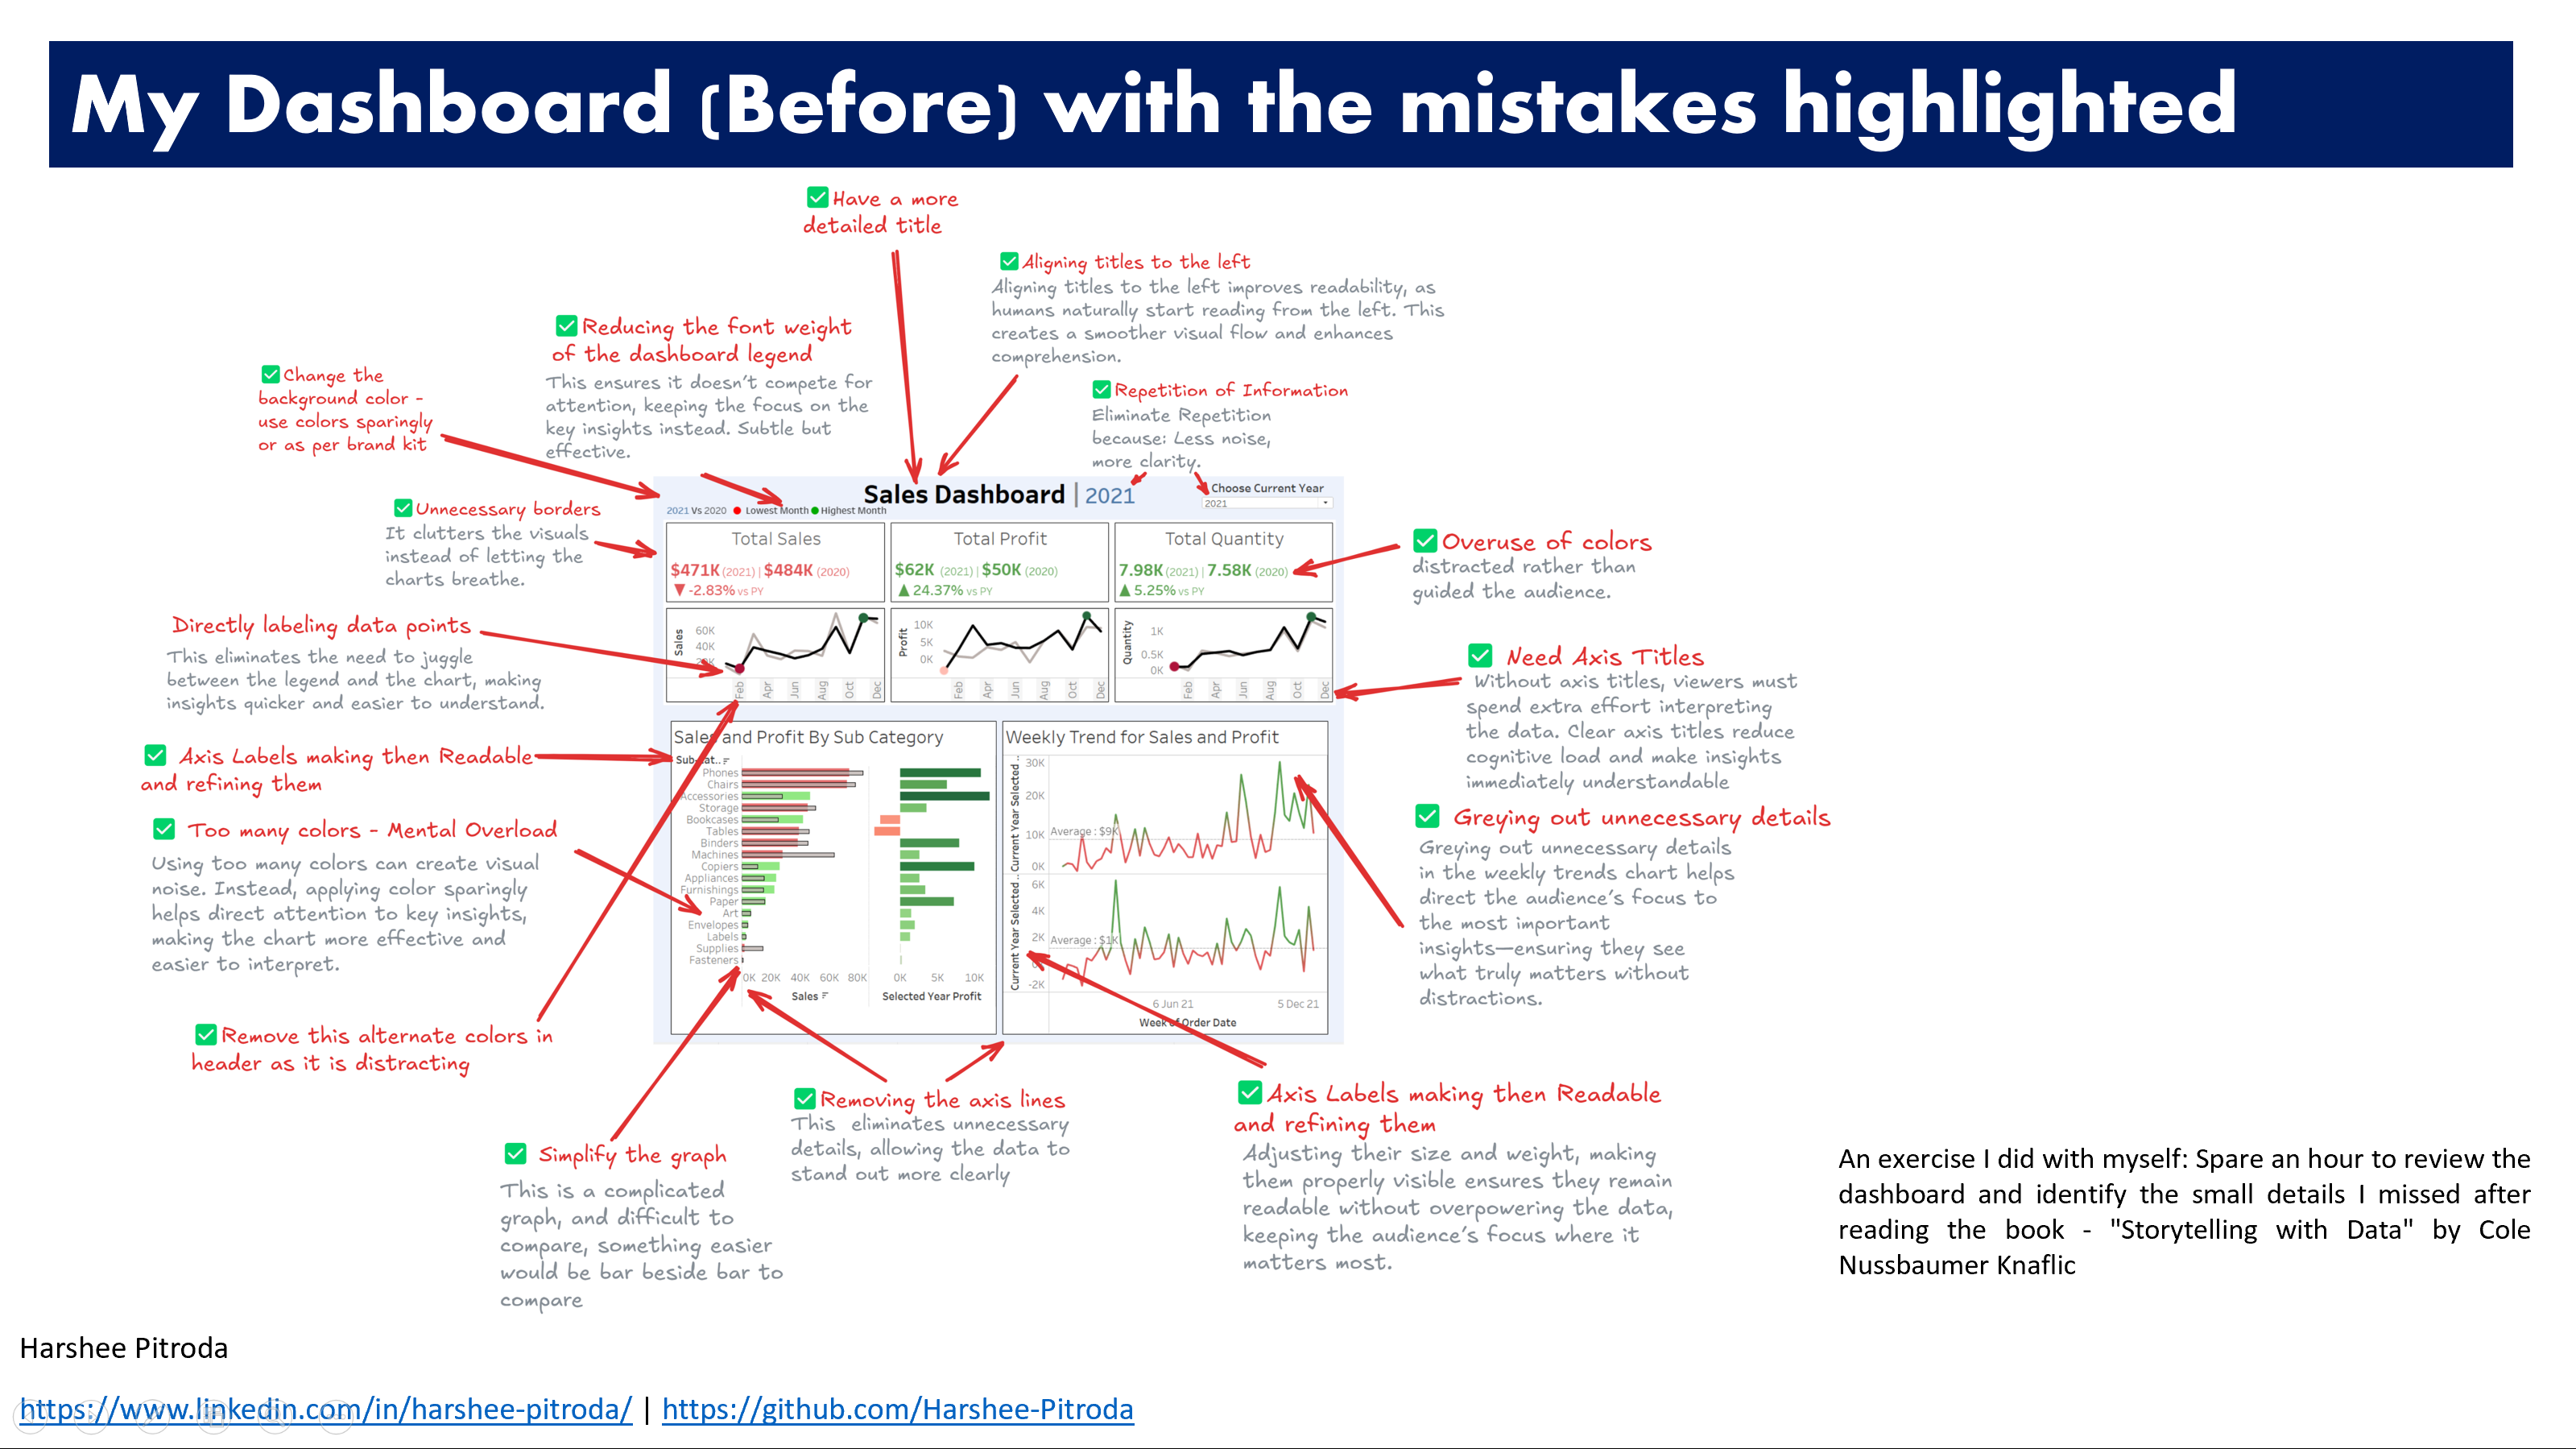 My Dashboard (Before) with the mistakes highlighted
Have a more
detailed title
Aligning titles to the left
Aligning titles to the left improves readability, as
humans naturally start reading from the left. This
creates a smoother visual flow and enhances
comprehension.
Reducing the font weight
of the dashboard legend
This ensures it doesn't compete for
attention, keeping the focus on the
key insights instead. Subtle but
effective.
Change the
background color -
use colors sparingly
or as per brand kit
Repetition of Information
Eliminate Repetition
because: Less noise,
more clarity.
Unnecessary borders
It clutters the visuals
instead of letting the
charts breathe.
Directly labeling data points
This eliminates the need to juggle
between the legend and the chart, making
insights quicker and easier to understand.
Axis Labels making then Readable
and refining them
Too many colors - Mental Overload
Using too many colors can create visual
noise. Instead, applying color sparingly
helps direct attention to key insights,
making the chart more effective and
easier to interpret.
Remove this alternate colors in
header as it is distracting
Simplify the graph
This is a complicated
graph, and difficult to
compare, something easier
would be bar beside bar to
compare
Sales Dashboard | 2021
Choose Current Year
2021
2021 Vs 2020 Lowest Month Highest Month
Total Sales
$471K (2021) | $484K (2020)
▼ -2.83% vs PY
Total Profit
$62K (2021) | $50K (2020)
▲ 24.37% vs PY
Total Quantity
7.98K (2021) | 7.58K (2020)
▲ 5.25% vs PY
Sales
60K
40K
Feb Apr Jun Aug Oct Dec
Profit
10K
5K
0K
Feb Apr Jun Aug Oct Dec
Quantity
1K
0.5K
0K
Feb Apr Jun Aug Oct Dec
Sales and Profit By Sub Category
Sub-Cat..
Phones
Chairs
Accessories
Storage
Bookcases
Tables
Binders
Machines
Copiers
Appliances
Furnishings
Paper
Art
Envelopes
Labels
Supplies
Fasteners
0K 20K 40K 60K 80K
Sales
0K 5K 10K
Selected Year Profit
Weekly Trend for Sales and Profit
Current Year Selected ..
30K
20K
10K
0K
Average : $9K
Current Year Selected ..
6K
4K
2K
-2K
Average : $1K
6 Jun 21 5 Dec 21
Week of Order Date
Removing the axis lines
This eliminates unnecessary
details, allowing the data to
stand out more clearly
Overuse of colors
distracted rather than
guided the audience.
Need Axis Titles
Without axis titles, viewers must
spend extra effort interpreting
the data. Clear axis titles reduce
cognitive load and make insights
immediately understandable
Greying out unnecessary details
Greying out unnecessary details
in the weekly trends chart helps
direct the audience's focus to
the most important
insights—ensuring they see
what truly matters without
distractions.
Axis Labels making then Readable
and refining them
Adjusting their size and weight, making
them properly visible ensures they remain
readable without overpowering the data,
keeping the audience's focus where it
matters most.
An exercise I did with myself: Spare an hour to review the
dashboard and identify the small details I missed after
reading the book - "Storytelling with Data" by Cole
Nussbaumer Knaflic
Harshee Pitroda
https://www.linkedin.com/in/harshee-pitroda/ | https://github.com/Harshee-Pitroda